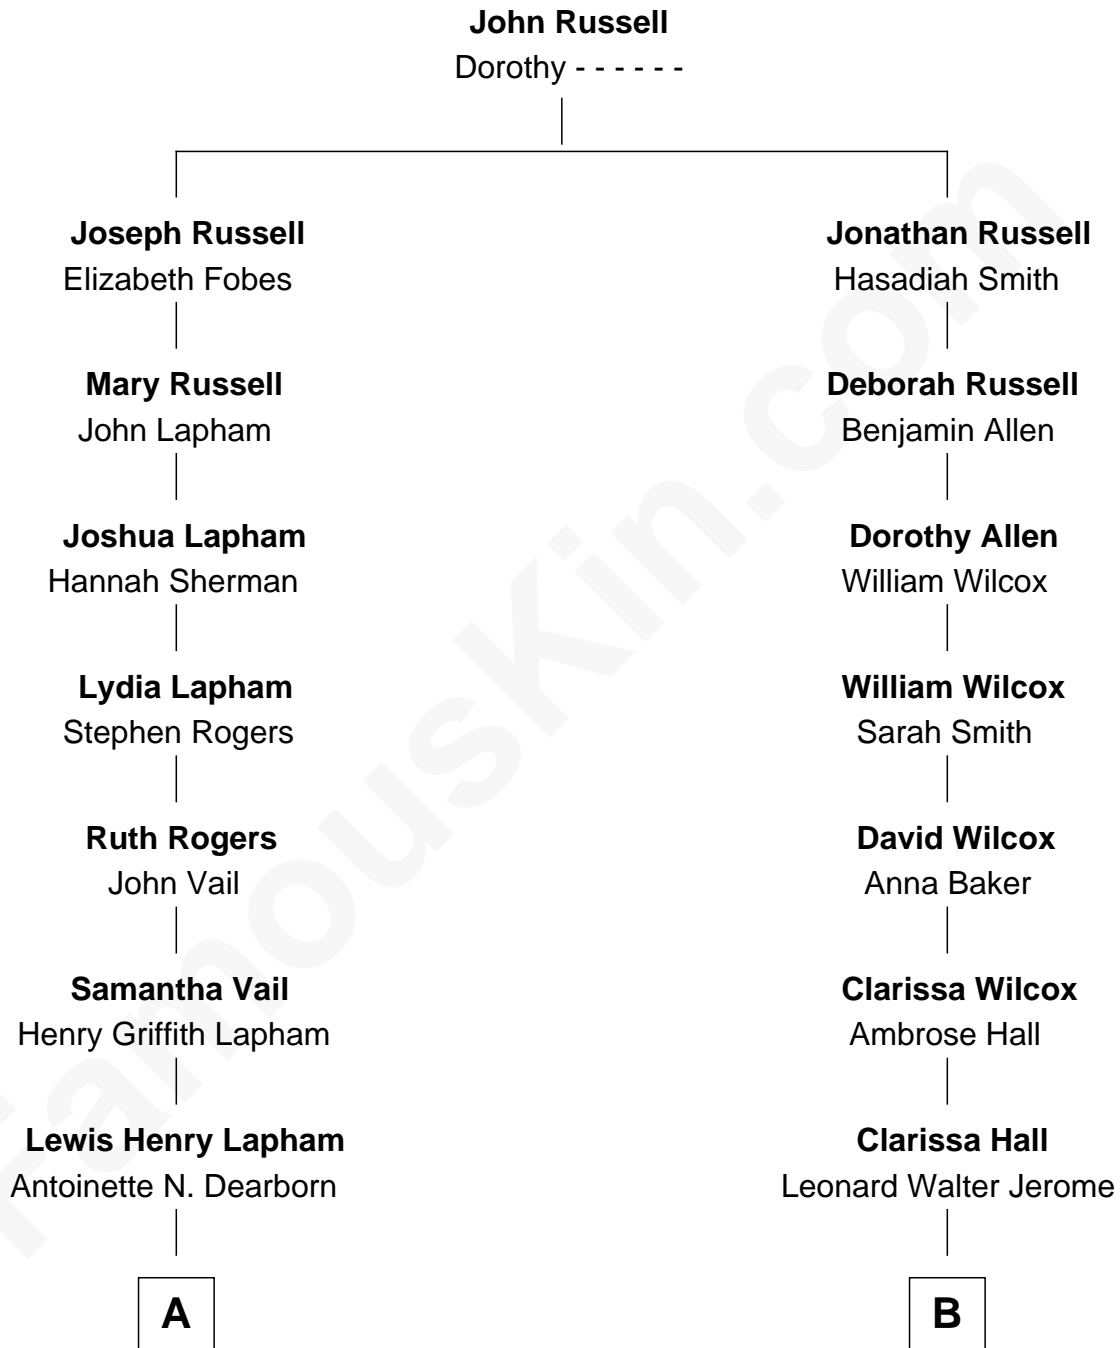 John Russell
Dorothy - - - - - -
Joseph Russell
Elizabeth Fobes
Jonathan Russell
Hasadiah Smith
Mary Russell
John Lapham
Deborah Russell
Benjamin Allen
Joshua Lapham
Hannah Sherman
Dorothy Allen
William Wilcox
Lydia Lapham
Stephen Rogers
William Wilcox
Sarah Smith
Ruth Rogers
John Vail
David Wilcox
Anna Baker
Samantha Vail
Henry Griffith Lapham
Clarissa Wilcox
Ambrose Hall
Lewis Henry Lapham
Antoinette N. Dearborn
Clarissa Hall
Leonard Walter Jerome
A
B
FamousKin.com